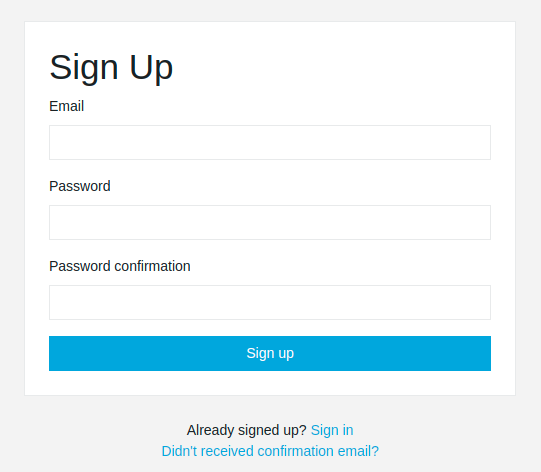 Sign Up
Email
Password
Password confirmation
Sign up
Already signed up? Sign in
Didn't received confirmation email?